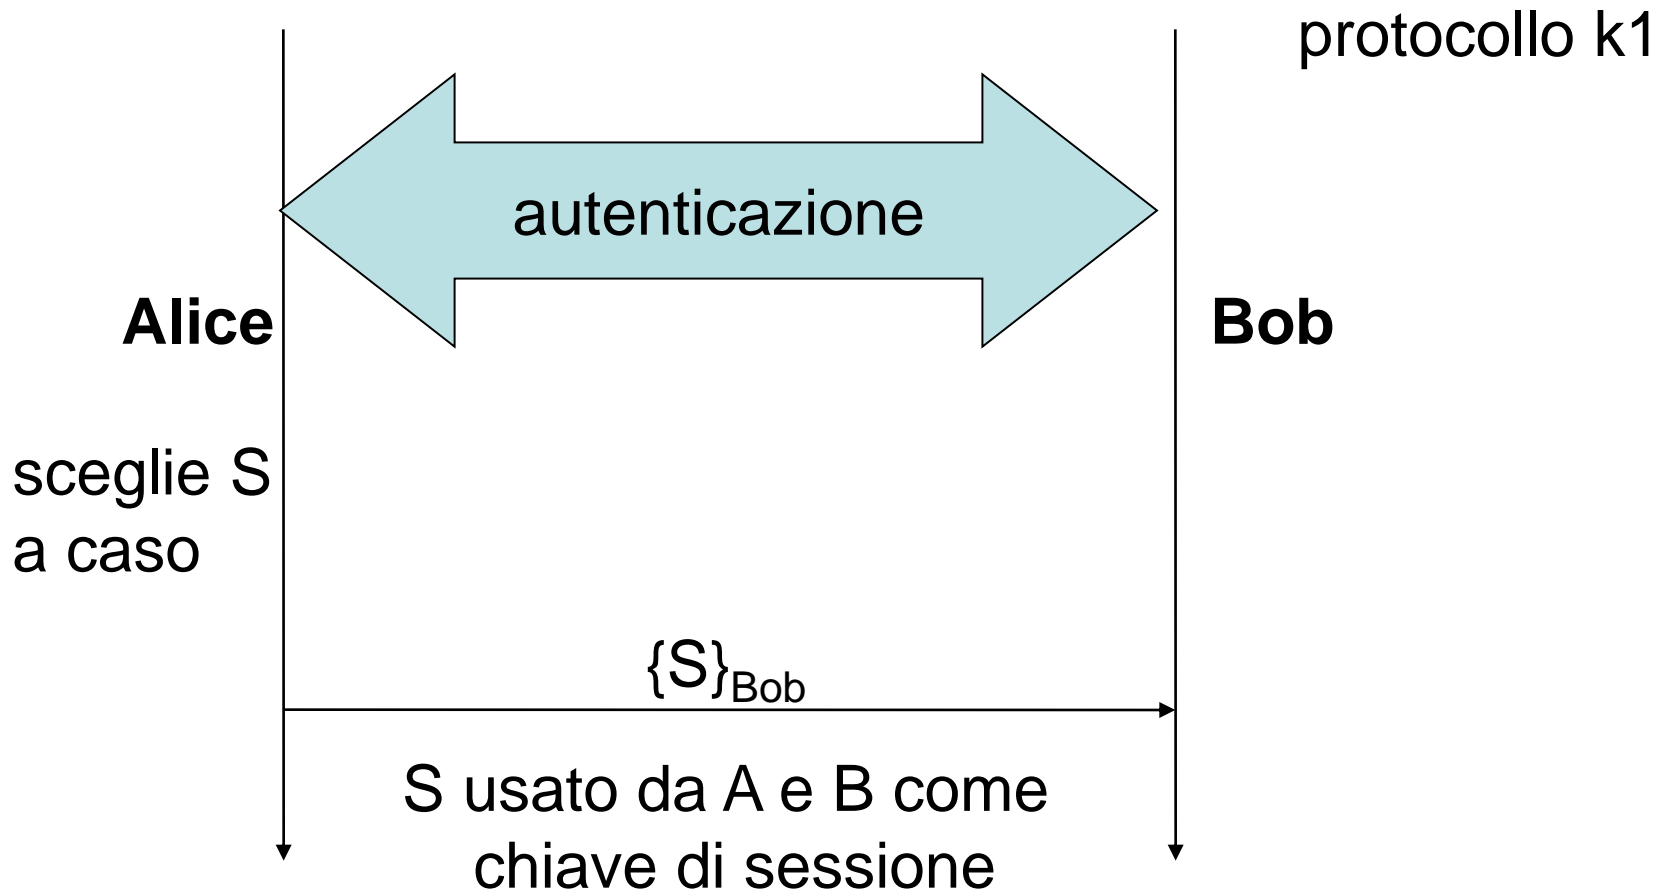 protocollo k1
autenticazione
Alice
Bob
sceglie S
a caso
{S}Bob
S usato da A e B come
chiave di sessione